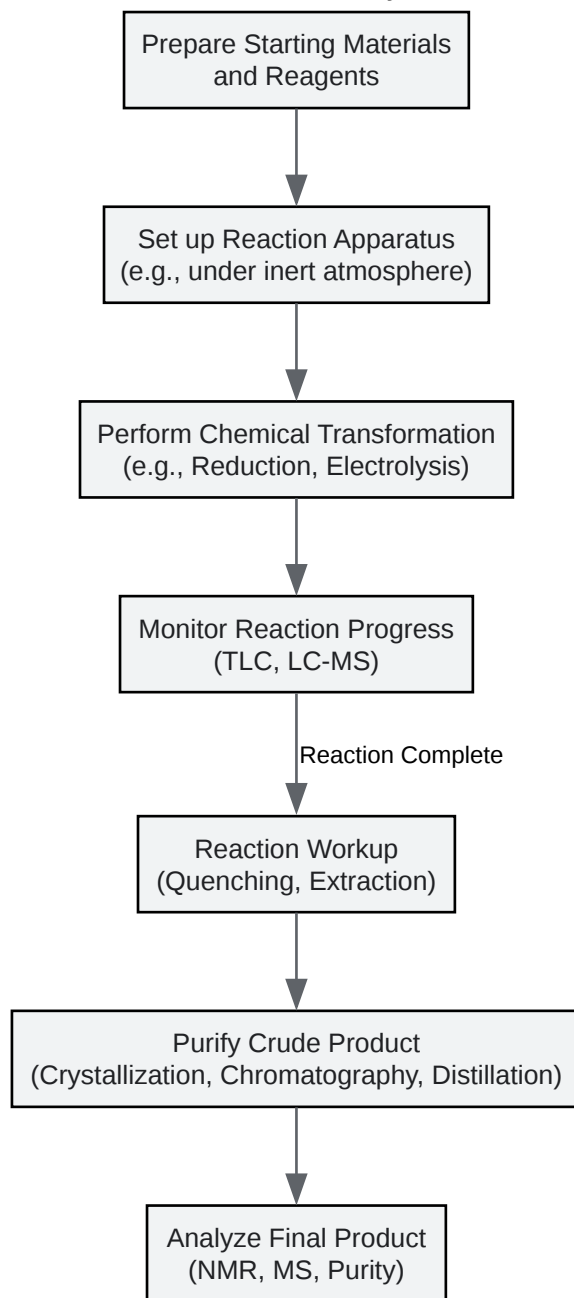 Prepare Starting Materials
and Reagents
Set up Reaction Apparatus
(e.g., under inert atmosphere)
Perform Chemical Transformation
(e.g., Reduction, Electrolysis)
Monitor Reaction Progress
(TLC, LC-MS)
Reaction Complete
Reaction Workup
(Quenching, Extraction)
Purify Crude Product
(Crystallization, Chromatography, Distillation)
Analyze Final Product
(NMR, MS, Purity)